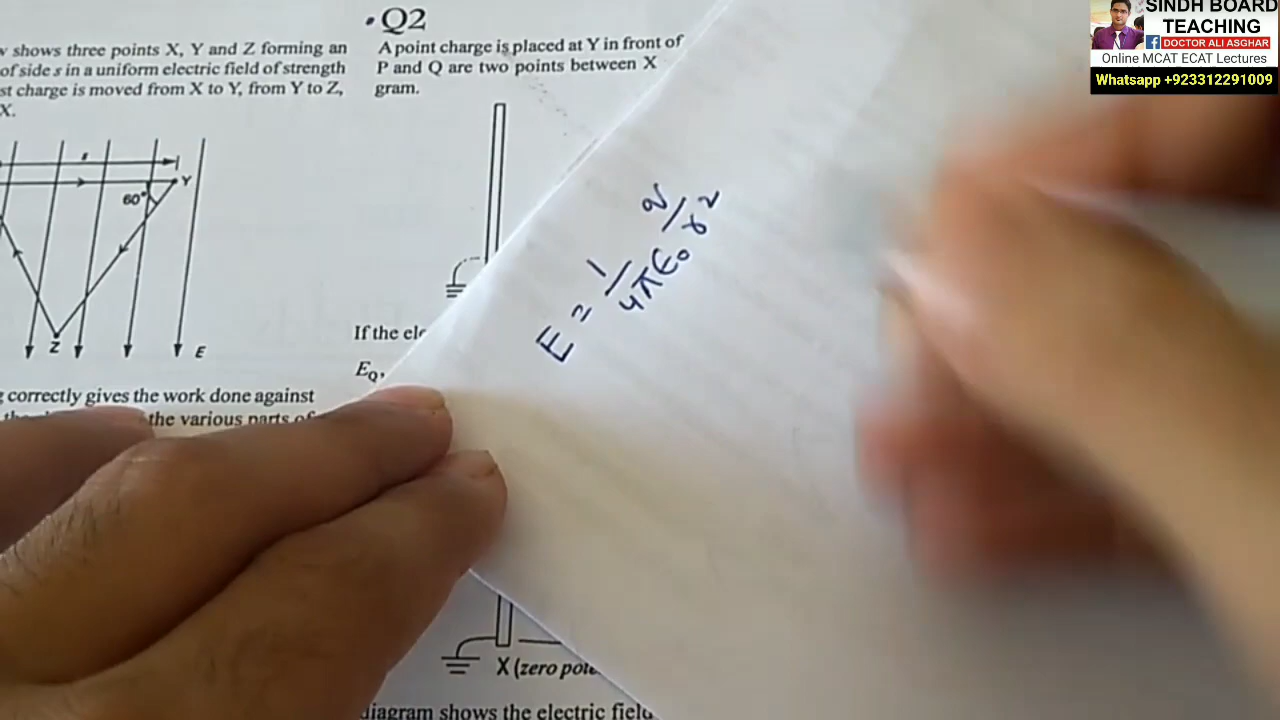 w shows three points X, Y and Z forming an
of side s in a uniform electric field of strength
st charge is moved from X to Y, from Y to Z,
X.
s
Y
60°
Z
E
correctly gives the work done against
the various parts of
• Q2
A point charge is placed at Y in front of
P and Q are two points between X
gram.
If the ele
E_Q,
X (zero pote
diagram shows the electric field
E = 1/4πε₀ q/r²
SINDH BOARD
TEACHING
DOCTOR ALI ASGHAR
Online MCAT ECAT Lectures
Whatsapp +923312291009